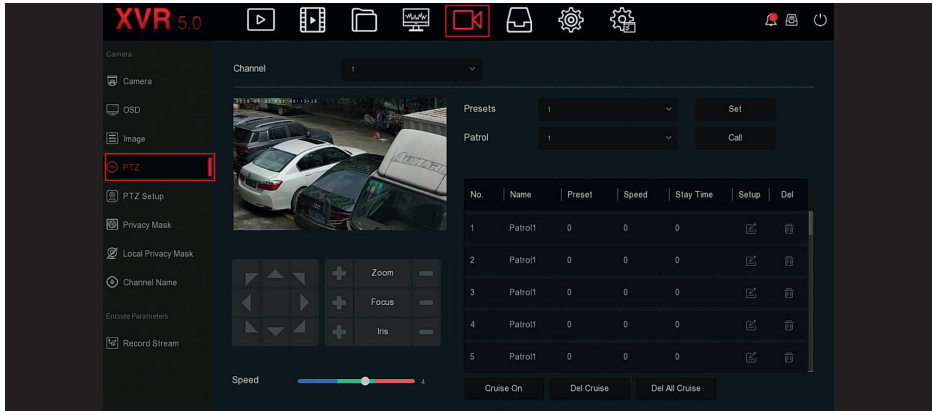 XVR 5.0
Camera
Camera
OSD
Image
PTZ
PTZ Setup
Privacy Mask
Local Privacy Mask
Channel Name
Encode Parameters
Record Stream
Channel 1
Presets 1 Set
Patrol 1 Call
No. Name Preset Speed Stay Time Setup Del
1 Patrol1 0 0 0
2 Patrol1 0 0 0
3 Patrol1 0 0 0
4 Patrol1 0 0 0
5 Patrol1 0 0 0
Zoom
Focus
Iris
Speed 4
Cruise On Del Cruise Del All Cruise